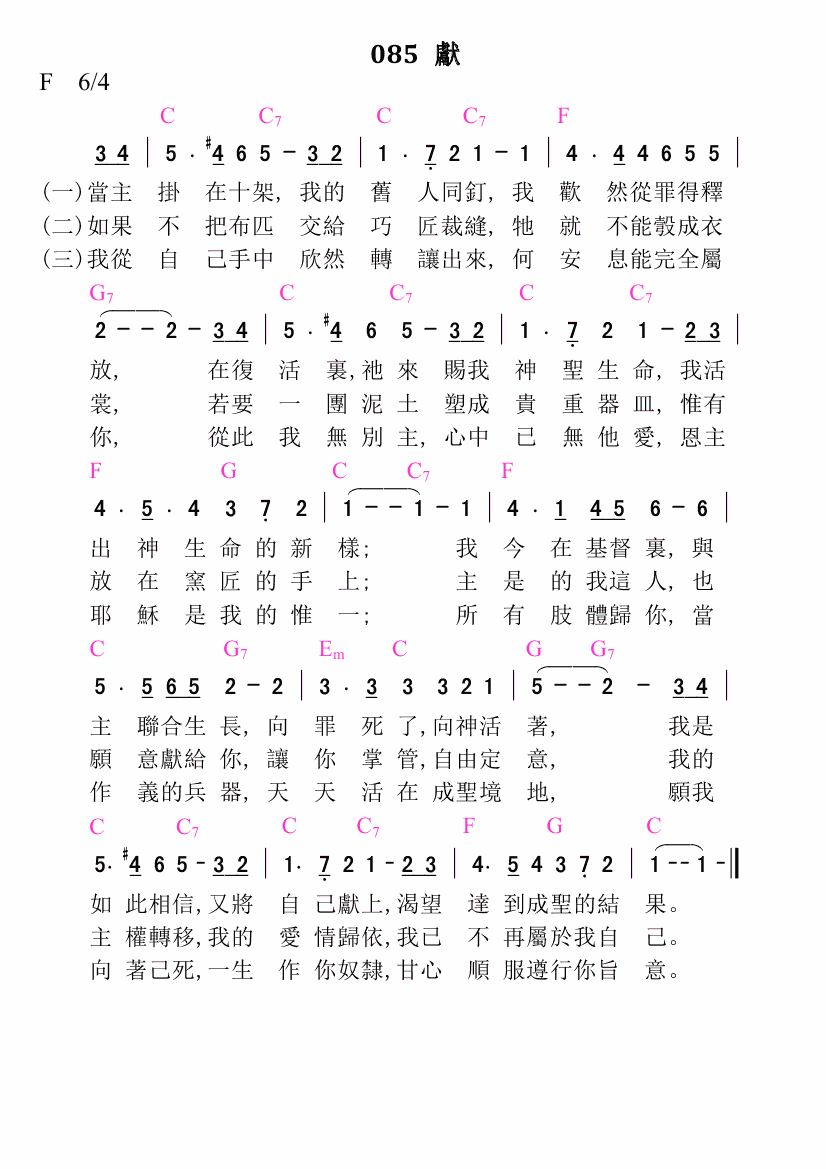 085 獻
F 6/4
C C7 C C7 F
3 4 | 5 . #4 6 5 - 3 2 | 1 . 7 2 1 - 1 | 4 . 4 4 6 5 5 |
(一)當主 掛 在十架, 我的 舊 人同釘, 我 歡 然從罪得釋
(二)如果 不 把布匹 交給 巧 匠裁縫, 牠 就 不能彀成衣
(三)我從 自 己手中 欣然 轉 讓出來, 何 安 息能完全屬
G7 C C7 C C7
2 - - 2 - 3 4 | 5 . #4 6 5 - 3 2 | 1 . 7 2 1 - 2 3 |
放, 在復 活 裏,祂 來 賜我 神 聖 生 命, 我活
裳, 若要 一 團 泥 土 塑成 貴 重 器 皿, 惟有
你, 從此 我 無 別 主, 心中 已 無 他 愛, 恩主
F G C C7 F
4 . 5 . 4 3 7 2 | 1 - - 1 - 1 | 4 . 1 4 5 6 - 6 |
出 神 生 命 的 新 樣; 我 今 在 基督 裏, 與
放 在 窯 匠 的 手 上; 主 是 的 我這 人, 也
耶 穌 是 我 的 惟 一; 所 有 肢 體歸 你, 當
C G7 Em C G G7
5 . 5 6 5 2 - 2 | 3 . 3 3 3 2 1 | 5 - - 2 - 3 4 |
主 聯合生 長, 向 罪 死 了,向神活 著, 我是
願 意獻給 你, 讓 你 掌 管,自由定 意, 我的
作 義的兵 器, 天 天 活 在 成聖境 地, 願我
C C7 C C7 F G C
5. #4 6 5 - 3 2 | 1. 7 2 1 - 2 3 | 4. 5 4 3 7 2 | 1 -- 1 - ‖
如 此相信,又將 自 己獻上,渴望 達 到成聖的結 果。
主 權轉移,我的 愛 情歸依,我已 不 再屬於我自 己。
向 著己死,一生 作 你奴隸,甘心 順 服遵行你旨 意。